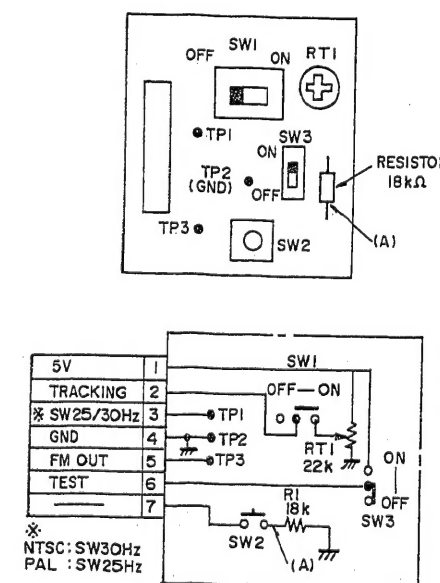 SW1
OFF
ON
RT1
TP1
SW3
ON
TP2
(GND)
OFF
RESISTO
18kΩ
TP3
SW2
(A)
5V 1
TRACKING 2
※ SW25/30Hz 3
GND 4
FM OUT 5
TEST 6
7
SW1
OFF—ON
TP1
TP2
TP3
RT1
22k
ON
OFF
SW3
R1
18k
SW2
(A)
※
NTSC:SW30Hz
PAL :SW25Hz